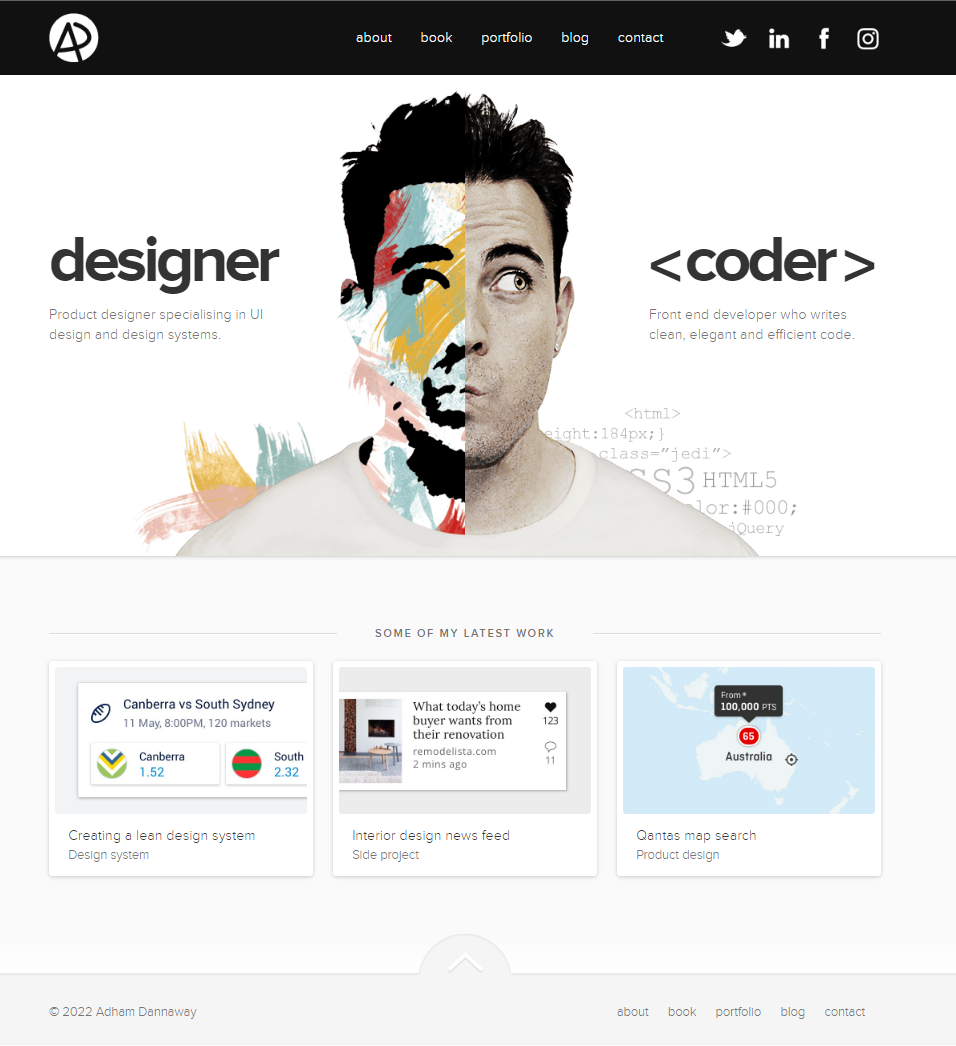 AD
about book portfolio blog contact
designer
Product designer specialising in UI
design and design systems.
<coder>
Front end developer who writes
clean, elegant and efficient code.
<html>
eight:184px;}
class="jedi">
SS3 HTML5
lor:#000;
jQuery
SOME OF MY LATEST WORK
Canberra vs South Sydney
11 May, 8:00PM, 120 markets
Canberra
1.52
South
2.32
Creating a lean design system
Design system
What today's home
buyer wants from
their renovation
remodelista.com
2 mins ago
123
11
Interior design news feed
Side project
From *
100,000 PTS
65
Australia
Qantas map search
Product design
© 2022 Adham Dannaway
about book portfolio blog contact